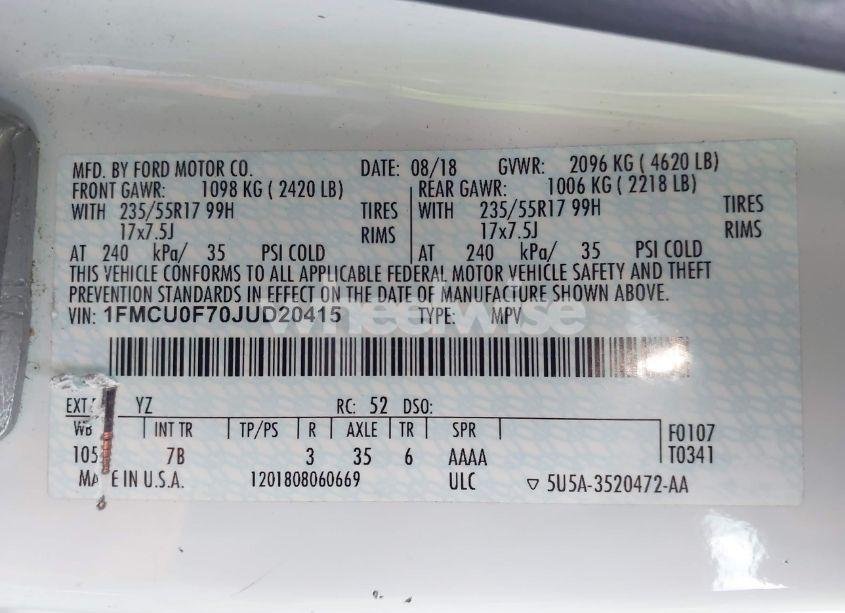 MFD. BY FORD MOTOR CO. DATE: 08/18 GVWR: 2096 KG ( 4620 LB)
FRONT GAWR: 1098 KG ( 2420 LB) REAR GAWR: 1006 KG ( 2218 LB)
WITH 235/55R17 99H TIRES WITH 235/55R17 99H TIRES
17x7.5J RIMS 17x7.5J RIMS
AT 240 kPa/ 35 PSI COLD AT 240 kPa/ 35 PSI COLD
THIS VEHICLE CONFORMS TO ALL APPLICABLE FEDERAL MOTOR VEHICLE SAFETY AND THEFT
PREVENTION STANDARDS IN EFFECT ON THE DATE OF MANUFACTURE SHOWN ABOVE.
VIN: 1FMCU0F70JUD20415 TYPE: MPV
wheelwise
EXT YZ RC: 52 DSO:
WB INT TR TP/PS R AXLE TR SPR F0107
105 7B 3 35 6 AAAA T0341
MA E IN U.S.A. 1201808060669 ULC ▽ 5U5A-3520472-AA